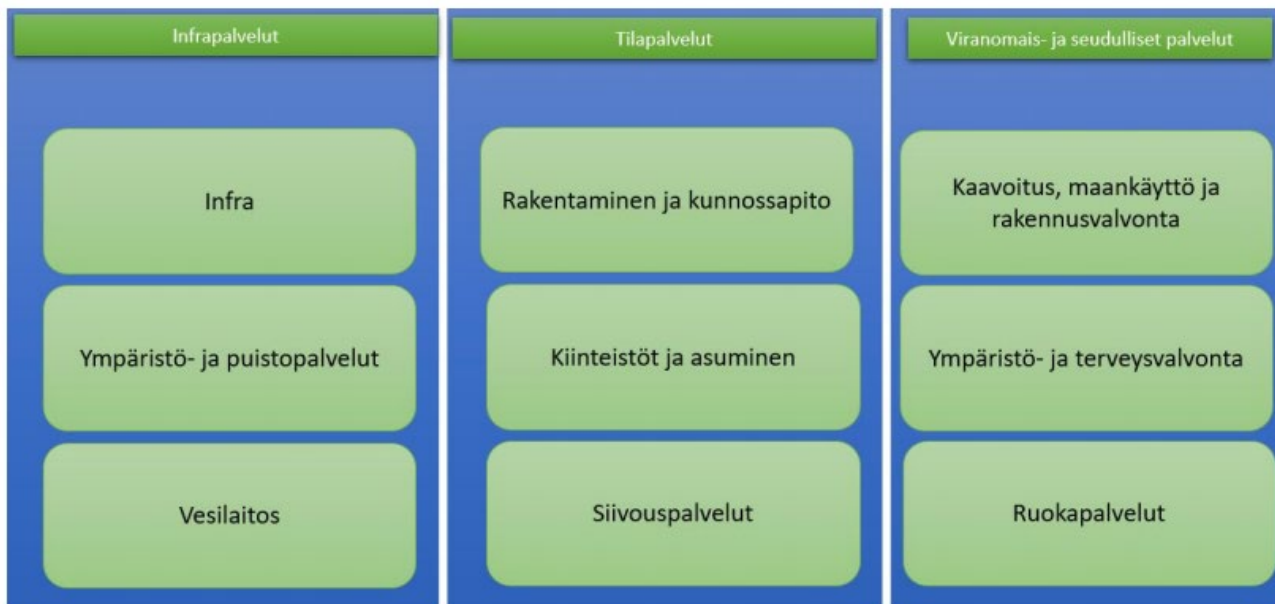 Infrapalvelut
Infra
Ympäristö- ja puistopalvelut
Vesilaitos
Tilapalvelut
Rakentaminen ja kunnossapito
Kiinteistöt ja asuminen
Siivouspalvelut
Viranomais- ja seudulliset palvelut
Kaavoitus, maankäyttö ja
rakennusvalvonta
Ympäristö- ja terveysvalvonta
Ruokapalvelut